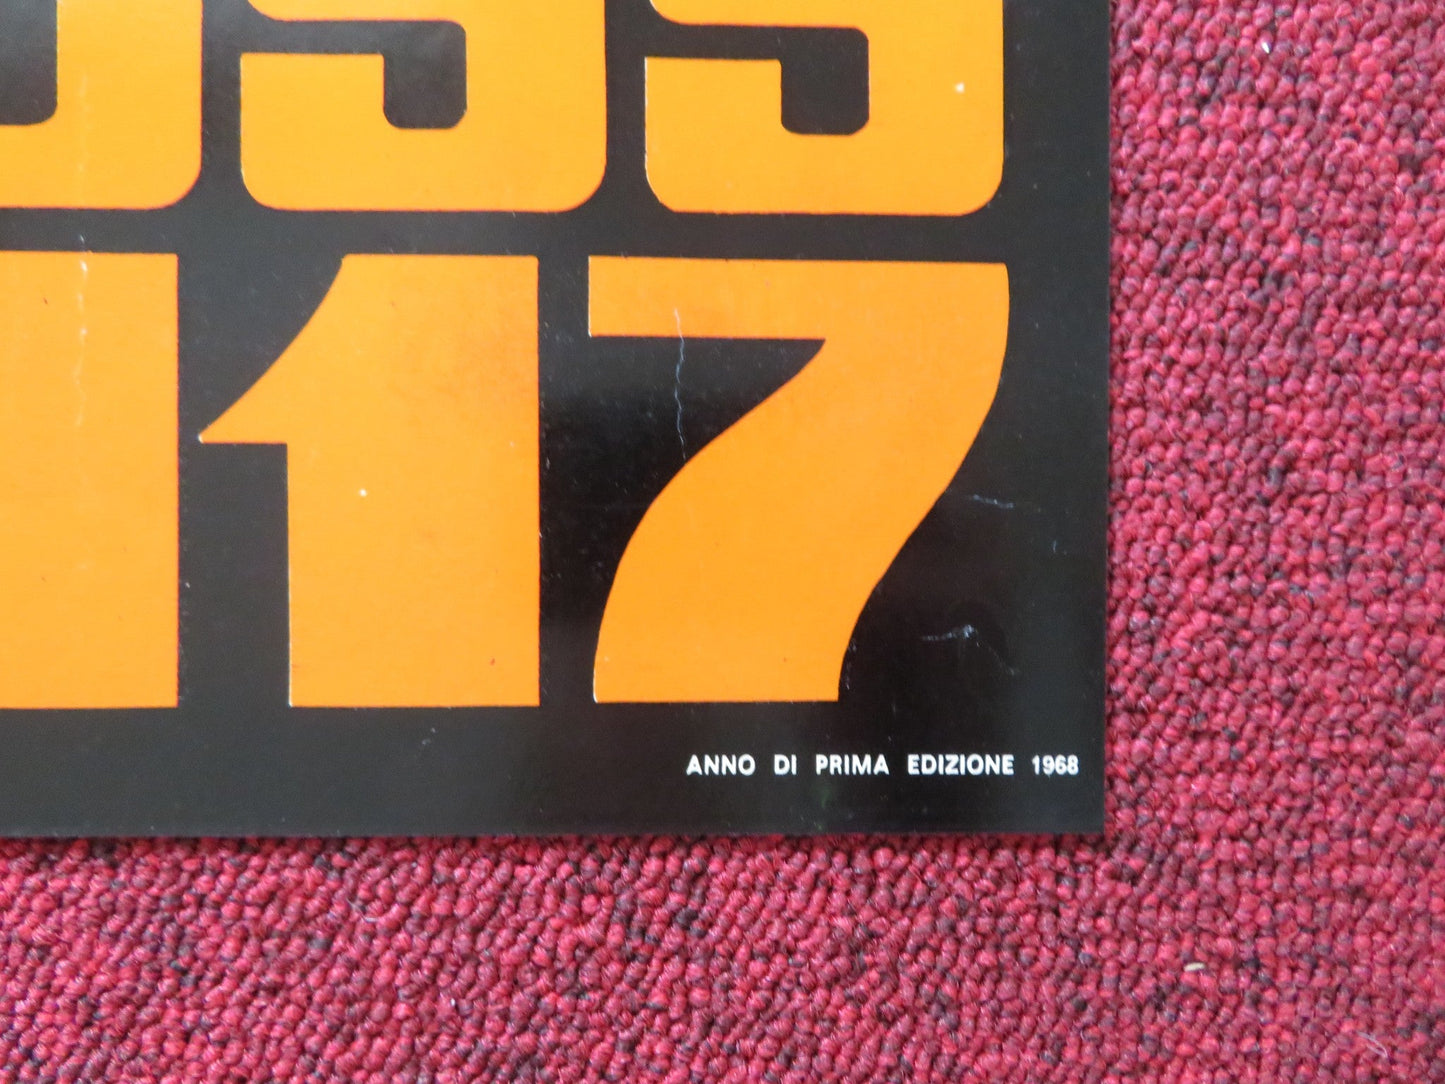 117
ANNO DI PRIMA EDIZIONE 1968